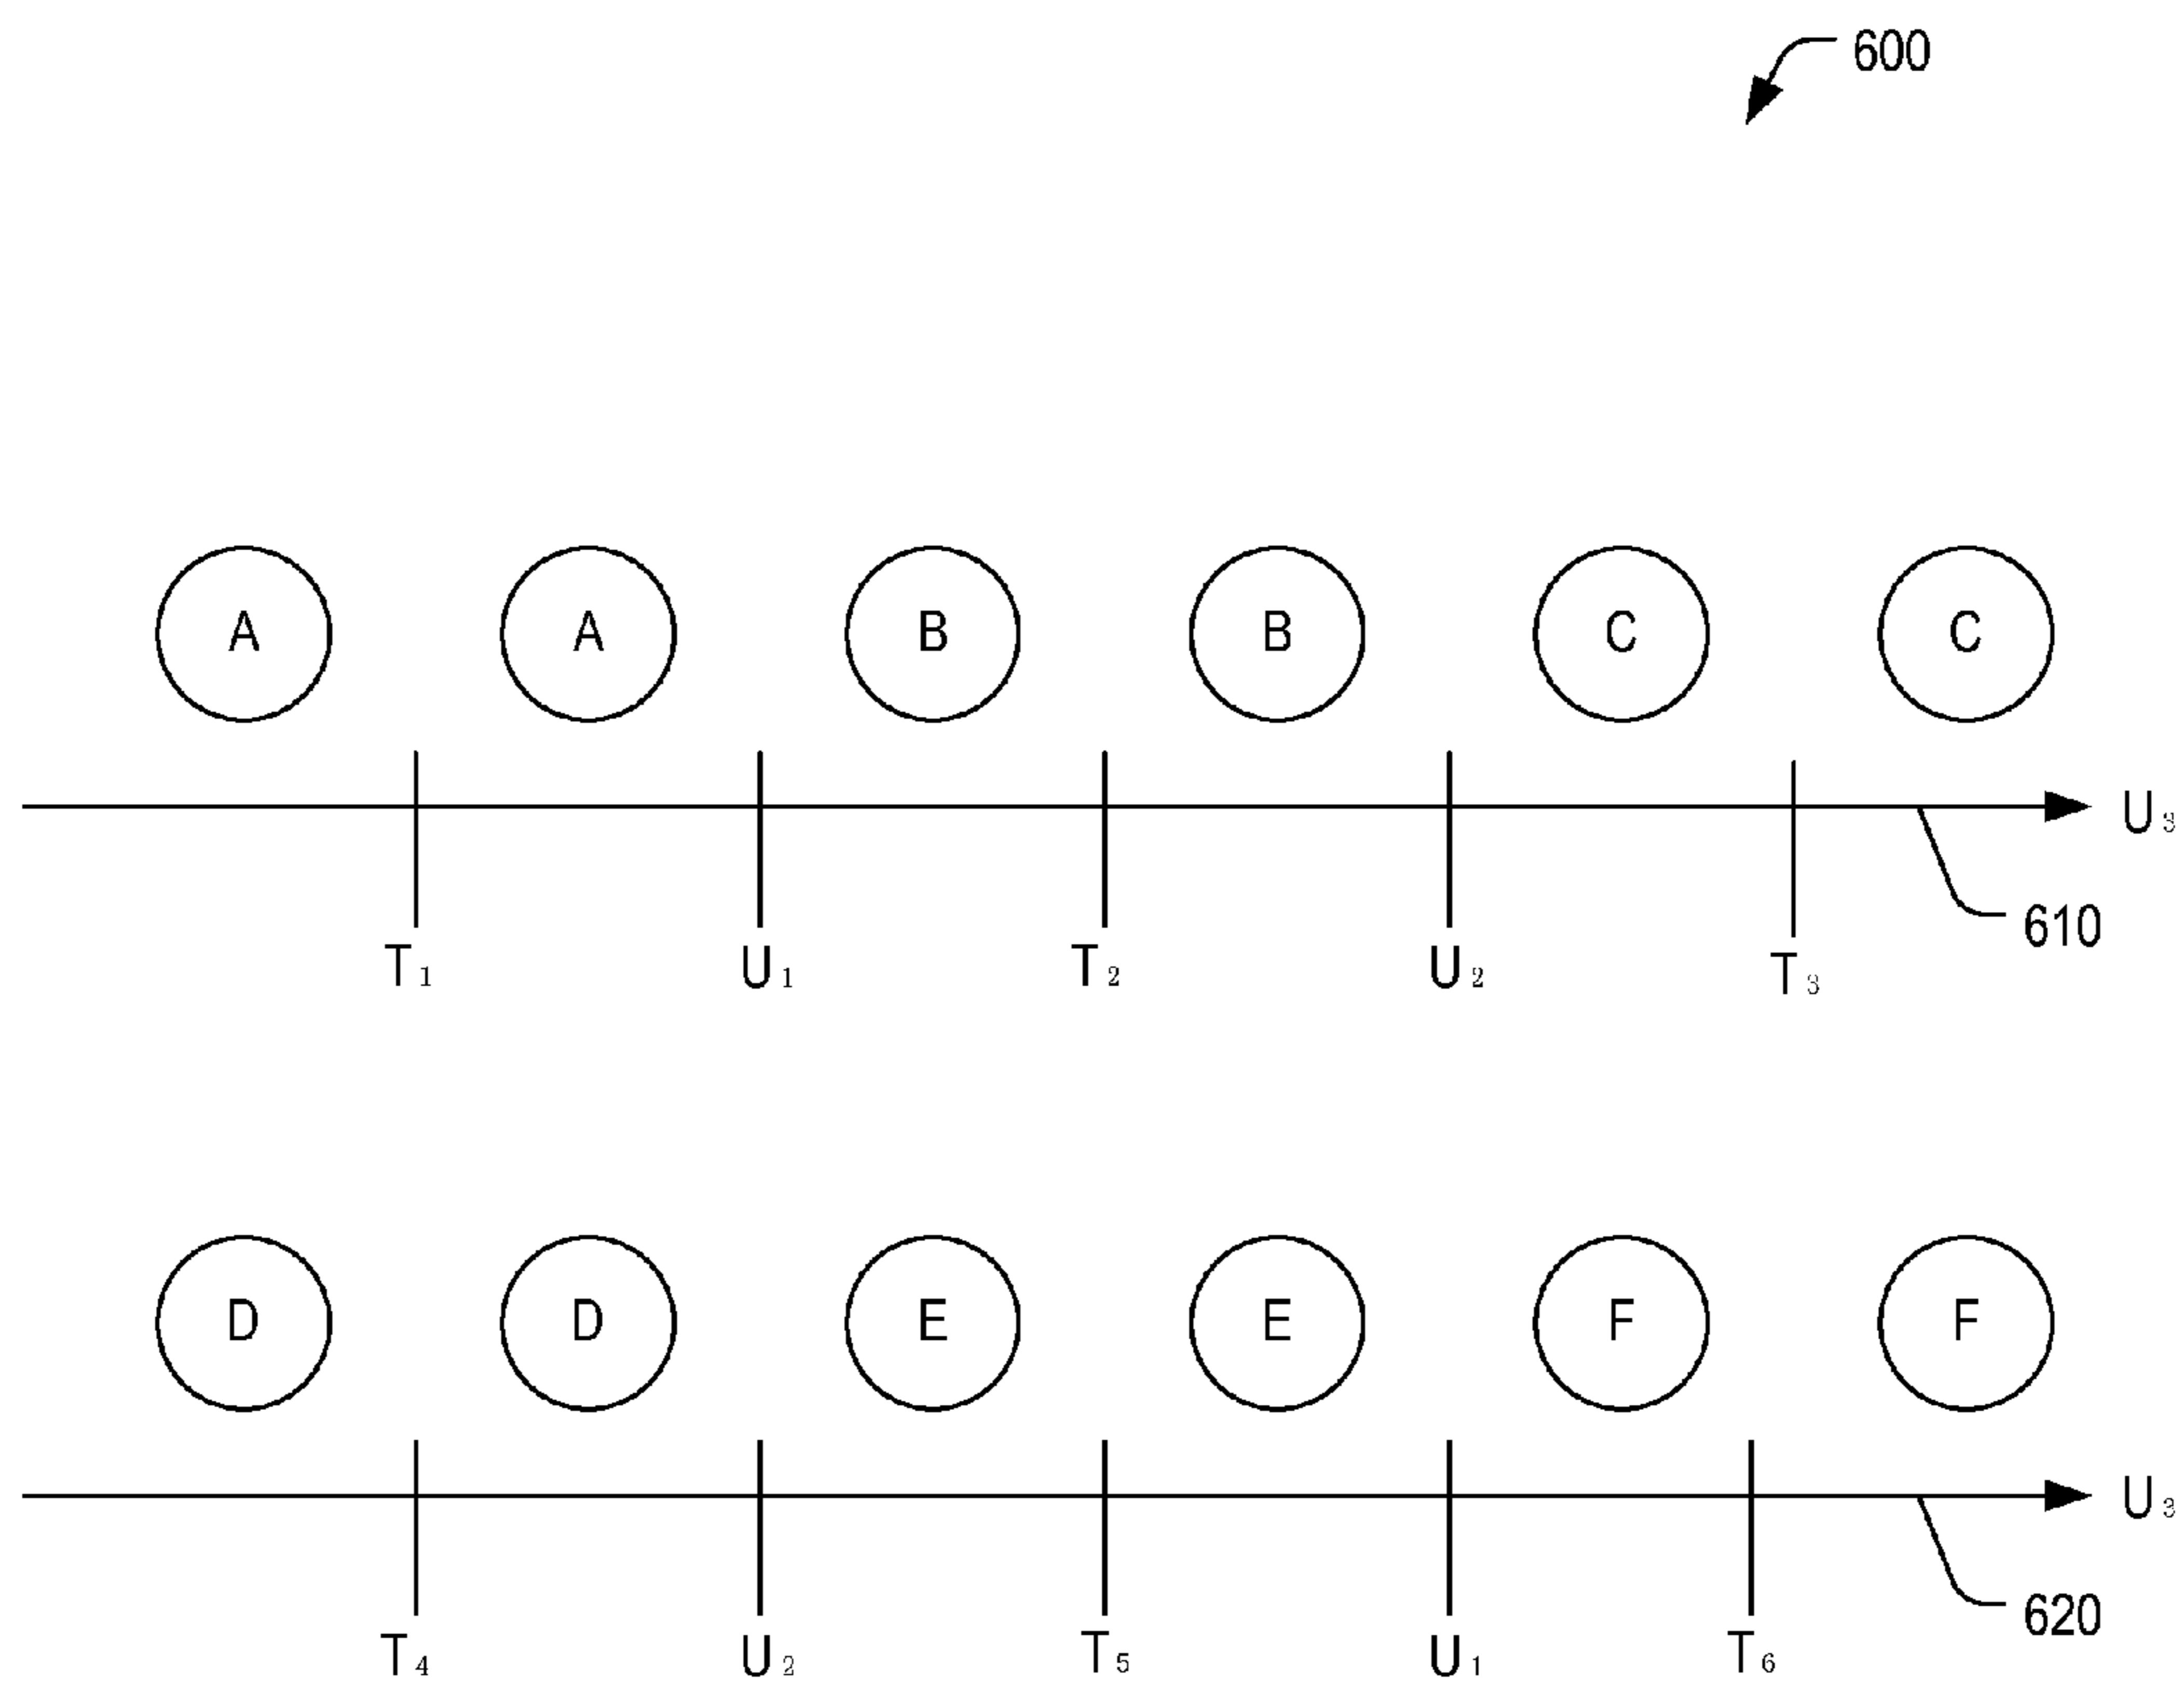 600
A A B B C C
U₃
610
T₁ U₁ T₂ U₂ T₃
D D E E F F
U₃
620
T₄ U₂ T₅ U₁ T₆